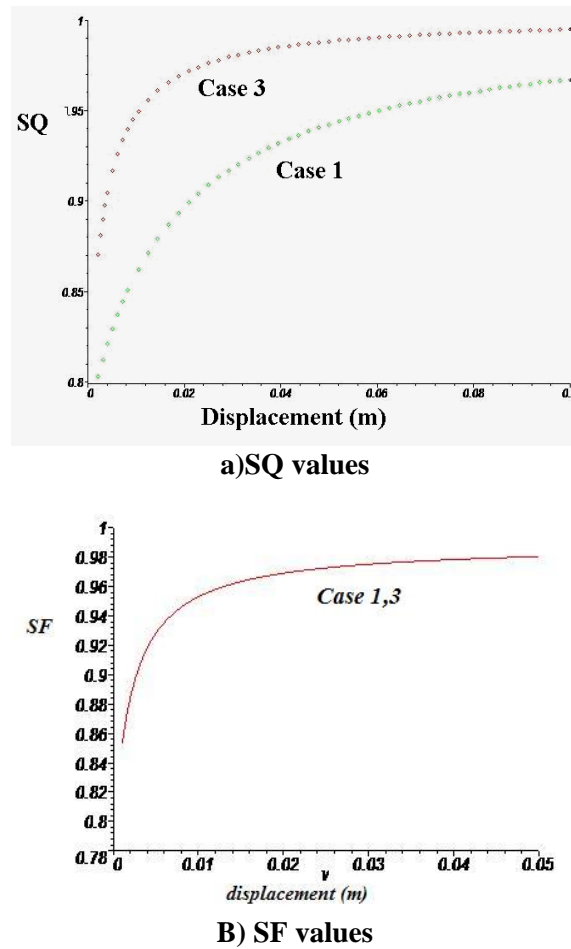 1
Case 3
SQ
0.95
Case 1
0.9
0.85
0.8
0 0.02 0.04 0.06 0.08 0.1
Displacement (m)
a)SQ values
1
0.98
0.96
Case 1,3
0.94
SF
0.92
0.9
0.88
0.86
0.84
0.82
0.8
0.78
0 0.01 0.02 0.03 0.04 0.05
v
displacement (m)
B) SF values